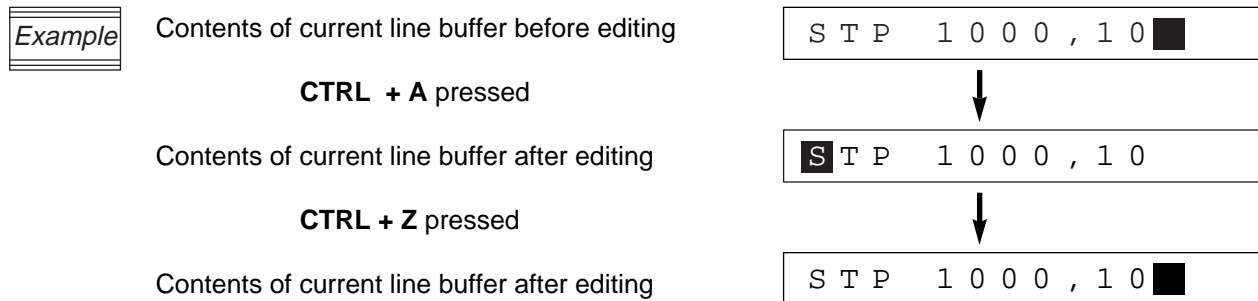 Example
Contents of current line buffer before editing
STP 1000,10
CTRL + A pressed
Contents of current line buffer after editing
STP 1000,10
CTRL + Z pressed
Contents of current line buffer after editing
STP 1000,10